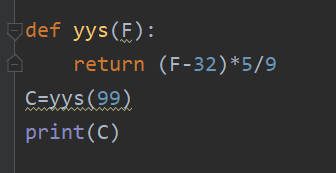 def yys(F):
    return (F-32)*5/9
C=yys(99)
print(C)